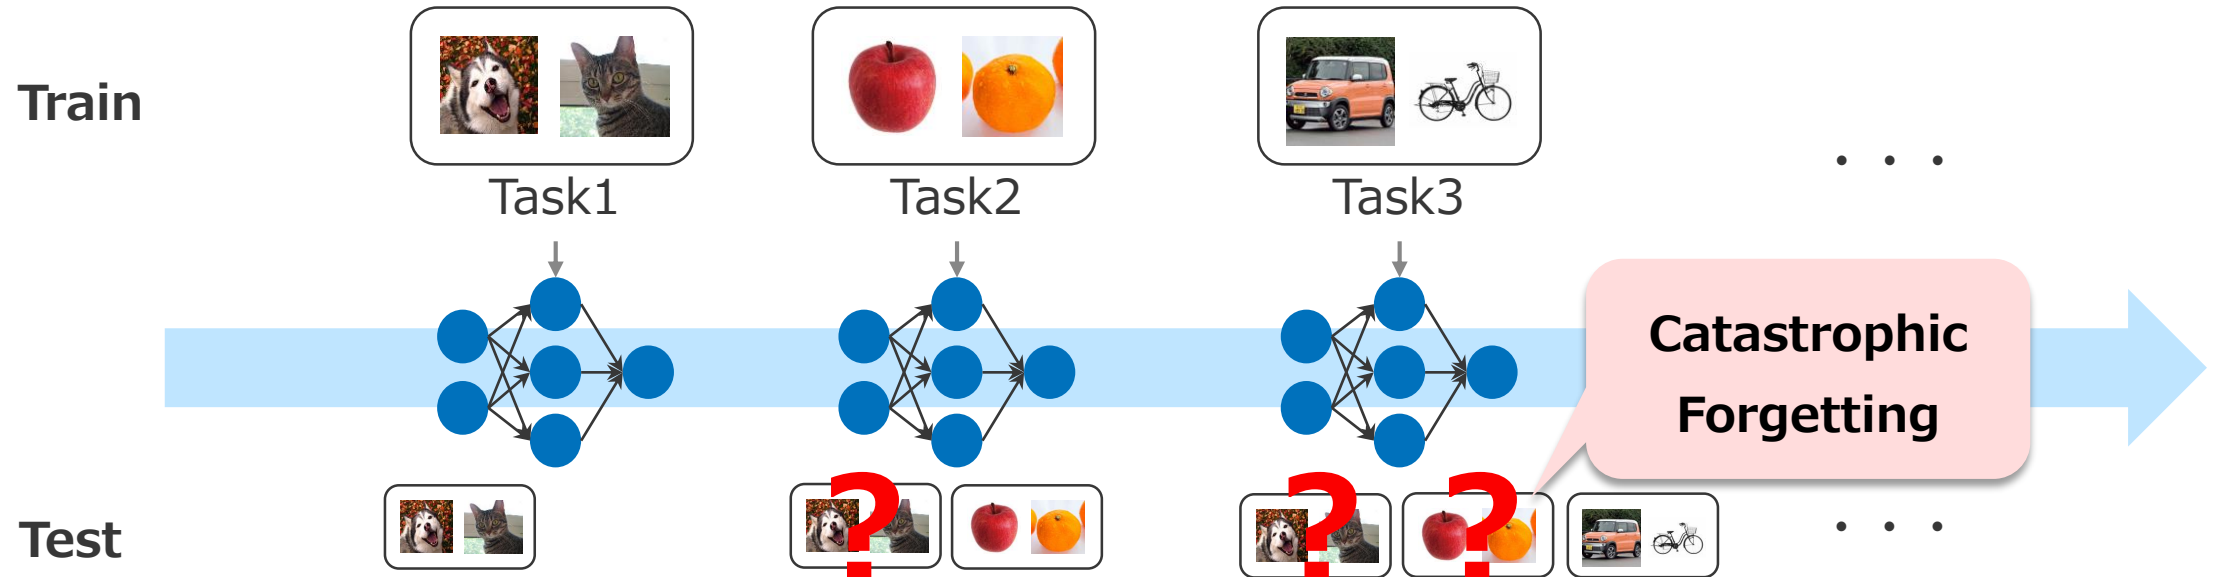 Train
Task1
Task2
Task3
. . .
Catastrophic
Forgetting
Test
? ? ?
. . .